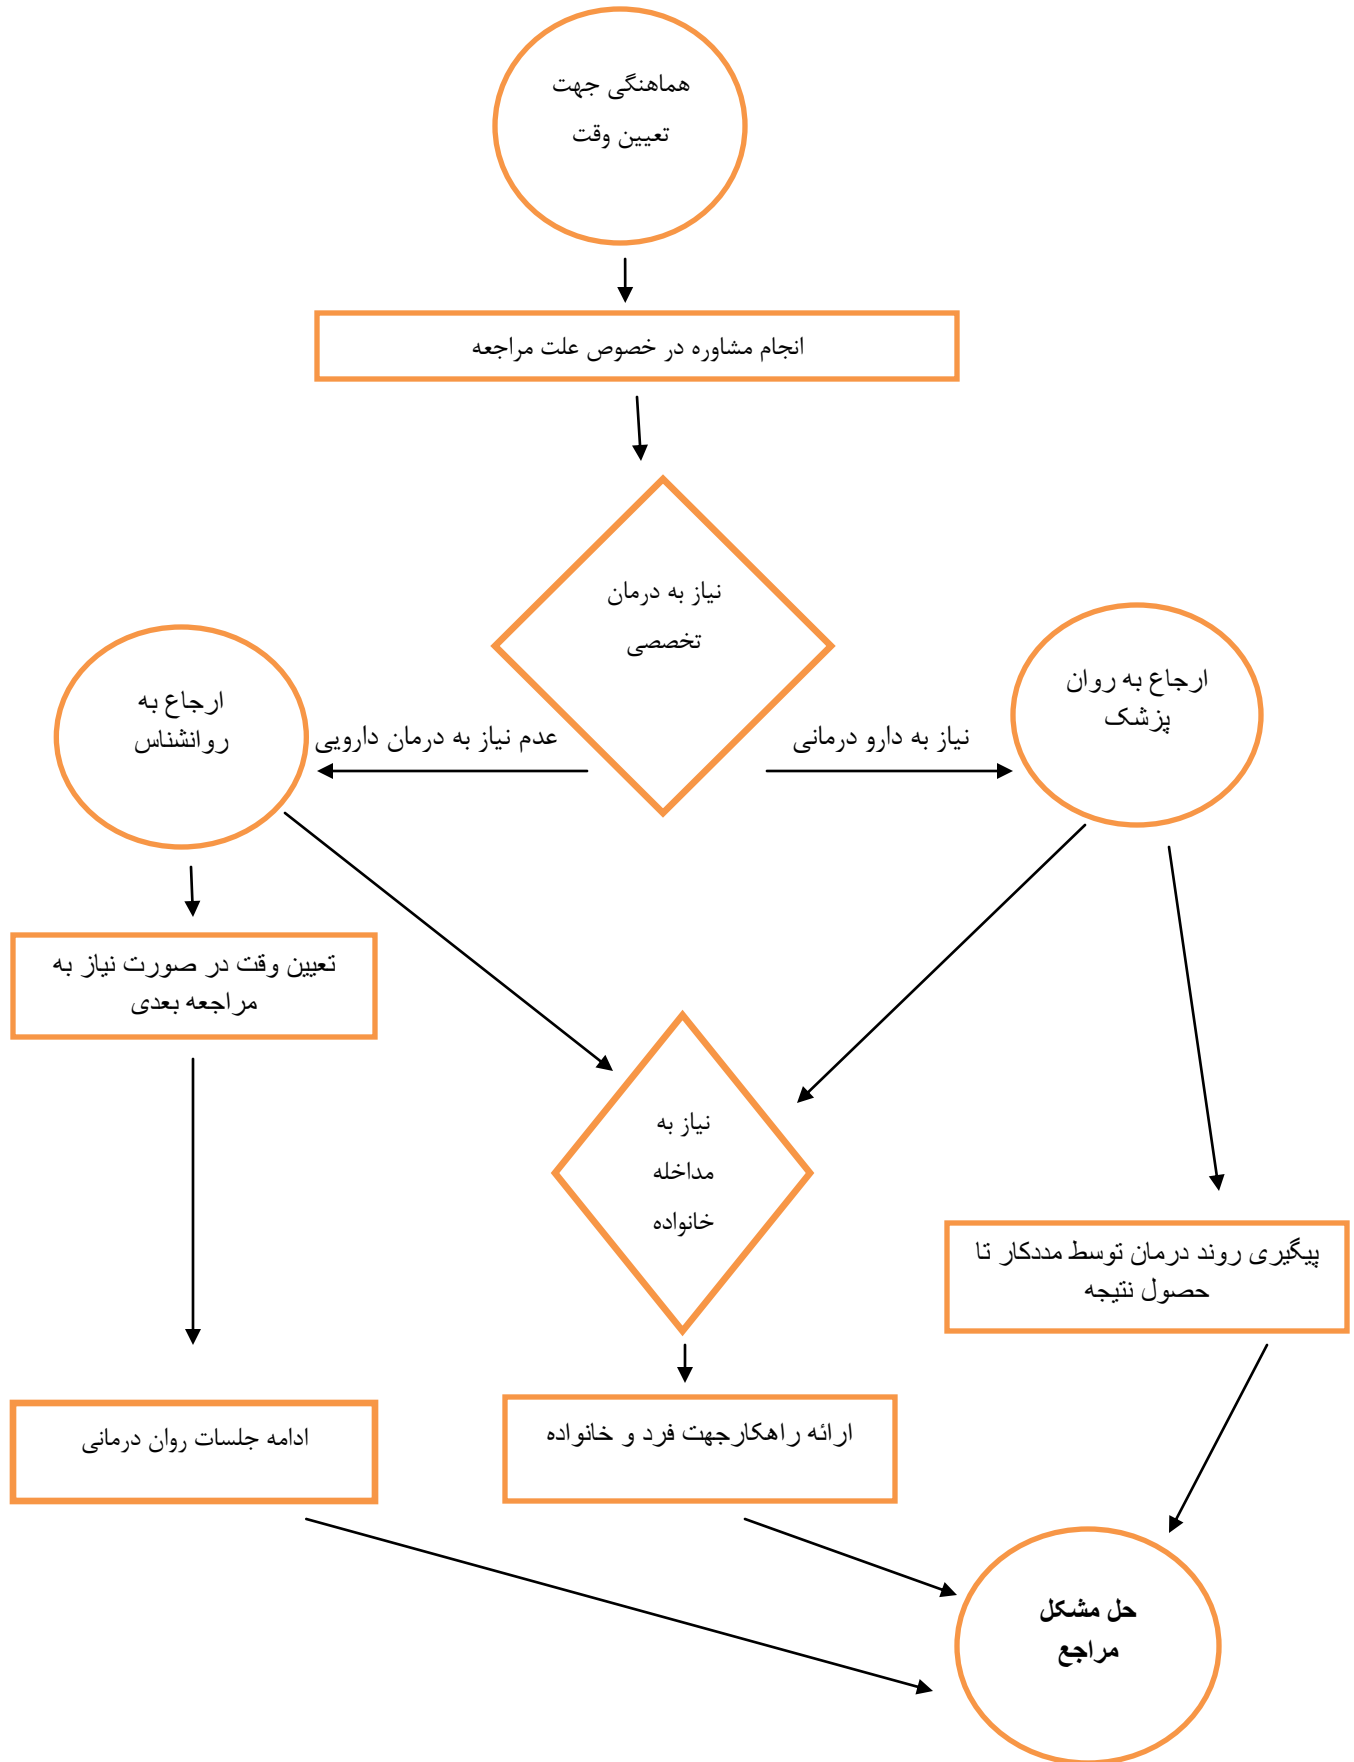 هماهنگی جهت
تعیین وقت
انجام مشاوره در خصوص علت مراجعه
نیاز به درمان
تخصصی
ارجاع به روان
پزشک
ارجاع به
روانشناس
نیاز به دارو درمانی
عدم نیاز به درمان دارویی
تعیین وقت در صورت نیاز به
مراجعه بعدی
نیاز به
مداخله
خانواده
پیگیری روند درمان توسط مددکار تا
حصول نتیجه
ارائه راهکارجهت فرد و خانواده
ادامه جلسات روان درمانی
حل مشکل
مراجع